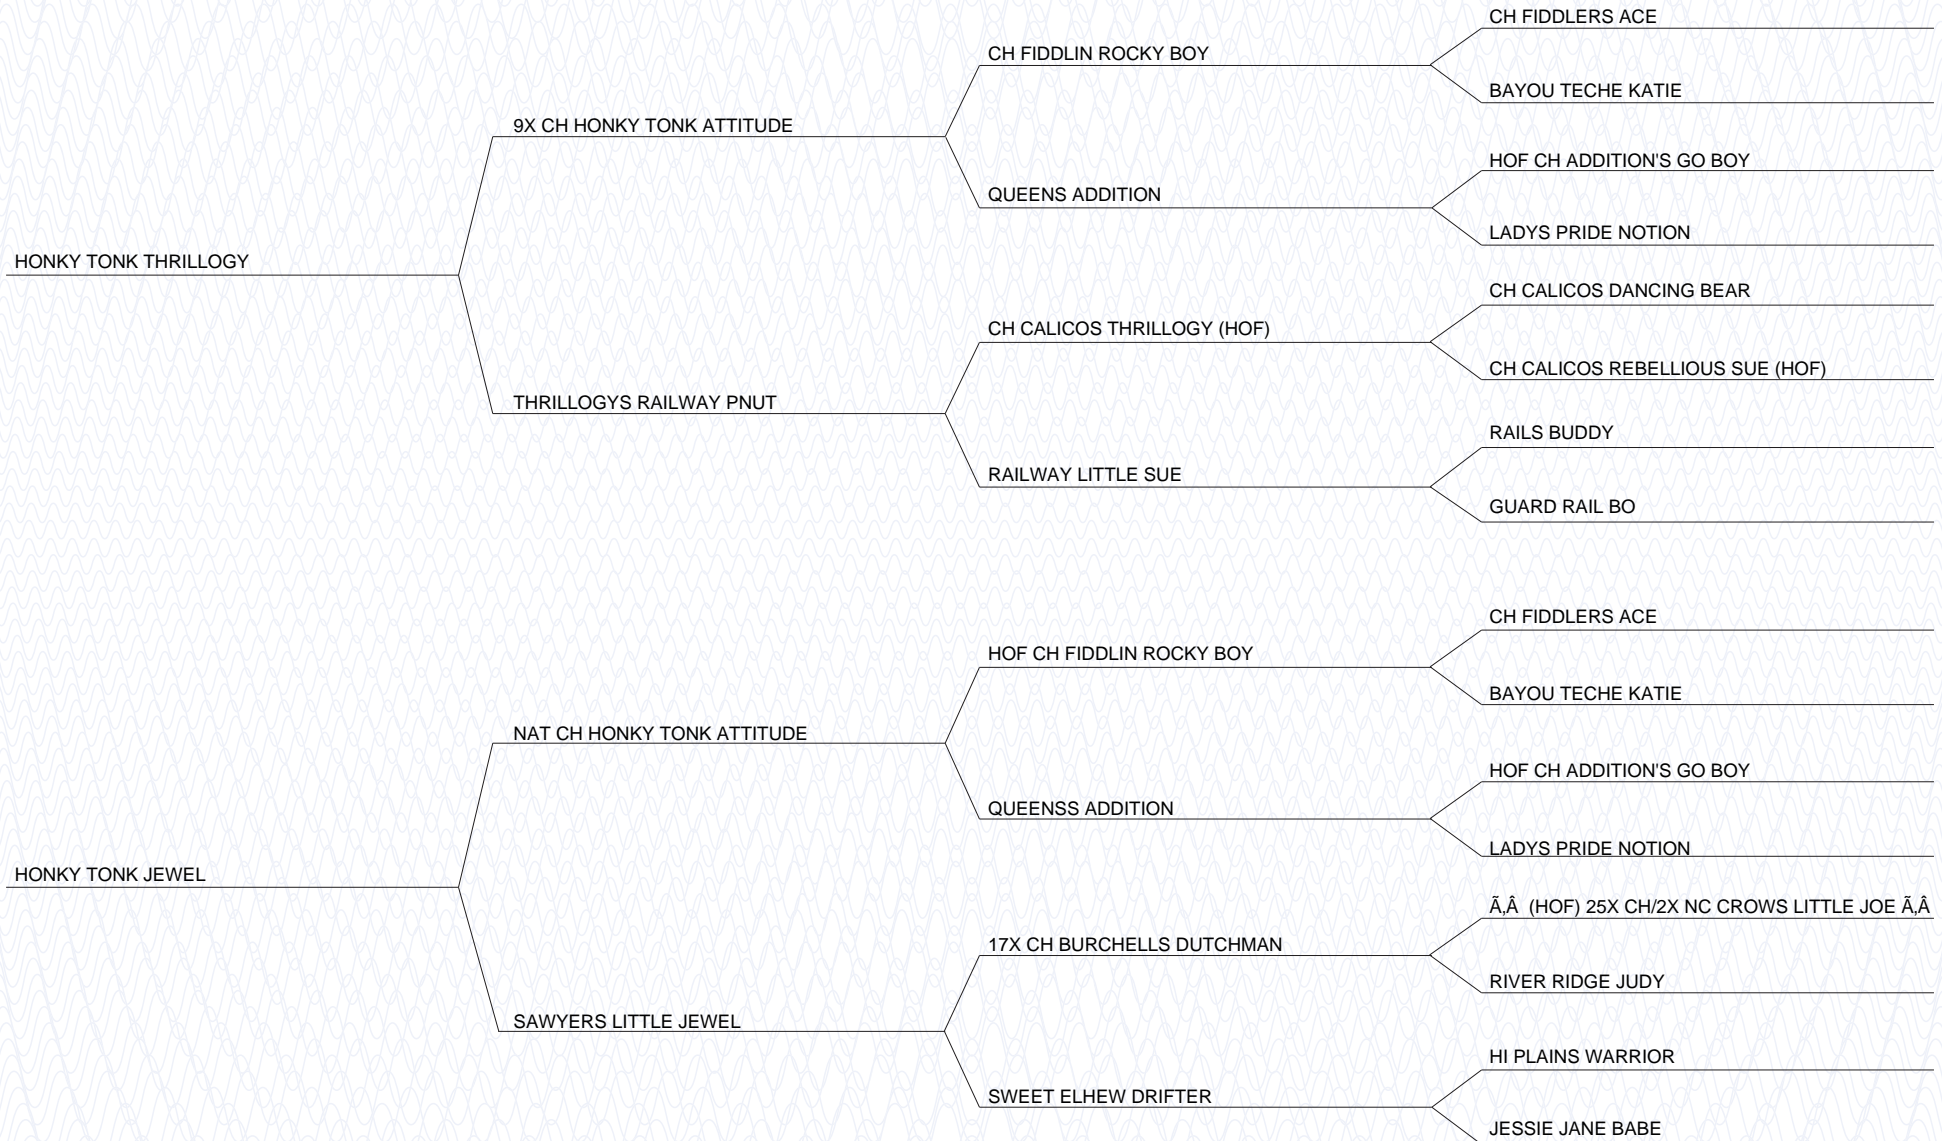 CH FIDDLERS ACE
CH FIDDLIN ROCKY BOY
BAYOU TECHE KATIE
9X CH HONKY TONK ATTITUDE
HOF CH ADDITION'S GO BOY
QUEENS ADDITION
LADYS PRIDE NOTION
HONKY TONK THRILLOGY
CH CALICOS DANCING BEAR
CH CALICOS THRILLOGY (HOF)
CH CALICOS REBELLIOUS SUE (HOF)
THRILLOGYS RAILWAY PNUT
RAILS BUDDY
RAILWAY LITTLE SUE
GUARD RAIL BO
CH FIDDLERS ACE
HOF CH FIDDLIN ROCKY BOY
BAYOU TECHE KATIE
NAT CH HONKY TONK ATTITUDE
HOF CH ADDITION'S GO BOY
QUEENSS ADDITION
LADYS PRIDE NOTION
HONKY TONK JEWEL
Ã‚Â (HOF) 25X CH/2X NC CROWS LITTLE JOE Ã‚Â
17X CH BURCHELLS DUTCHMAN
RIVER RIDGE JUDY
SAWYERS LITTLE JEWEL
HI PLAINS WARRIOR
SWEET ELHEW DRIFTER
JESSIE JANE BABE